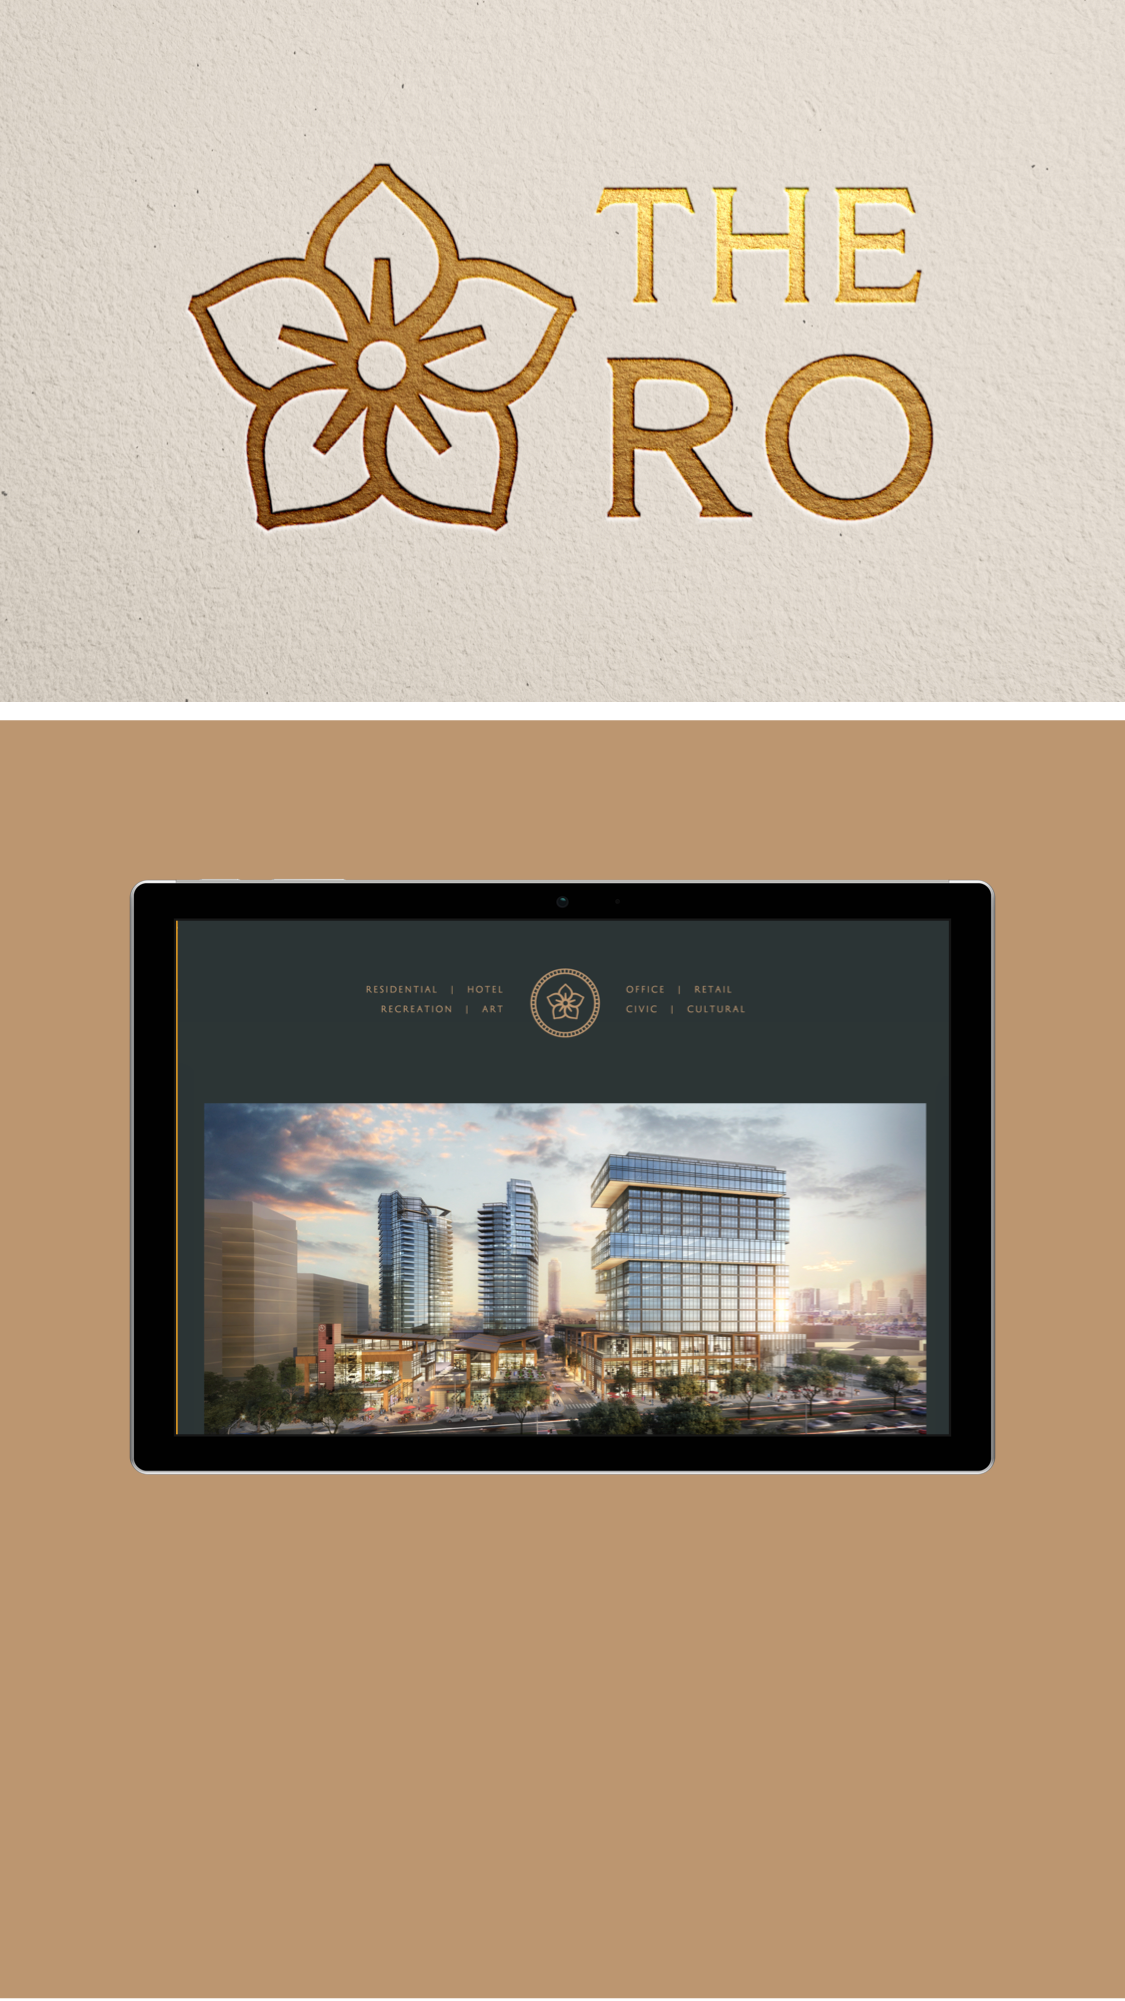 THE
RO
RESIDENTIAL | HOTEL
RECREATION | ART
OFFICE | RETAIL
CIVIC | CULTURAL